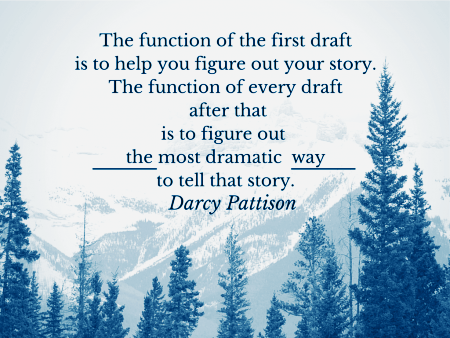 The function of the first draft
is to help you figure out your story.
The function of every draft
after that
is to figure out
the most dramatic way
to tell that story.
Darcy Pattison